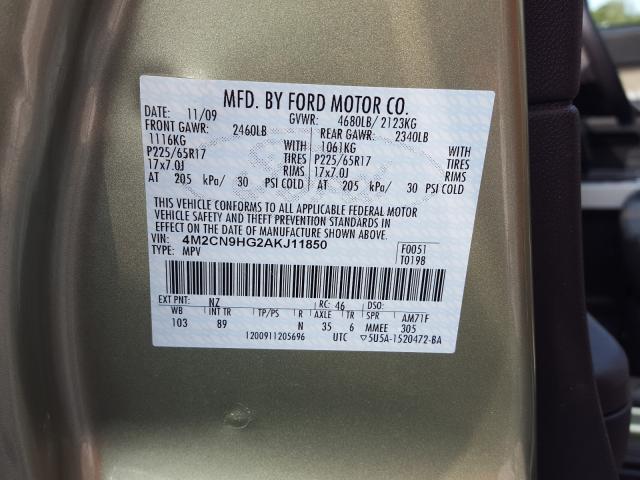 MFD. BY FORD MOTOR CO.
DATE: 11/09 GVWR: 4680LB/ 2123KG
FRONT GAWR: 2460LB REAR GAWR: 2340LB
1116KG WITH 1061KG WITH
P225/65R17 TIRES P225/65R17 TIRES
17x7.0J RIMS 17x7.0J RIMS
AT 205 kPa/ 30 PSI COLD AT 205 kPa/ 30 PSI COLD
THIS VEHICLE CONFORMS TO ALL APPLICABLE FEDERAL MOTOR
VEHICLE SAFETY AND THEFT PREVENTION STANDARDS IN
EFFECT ON THE DATE OF MANUFACTURE SHOWN ABOVE.
VIN: 4M2CN9HG2AKJ11850 F0051
TYPE: MPV T0198
EXT PNT: NZ RC: 46 DSO:
WB INT TR TP/PS R AXLE TR SPR AM71F
103 89 N 35 6 MMEE 305
1200911205696 UTC ▽5U5A-1520472-BA